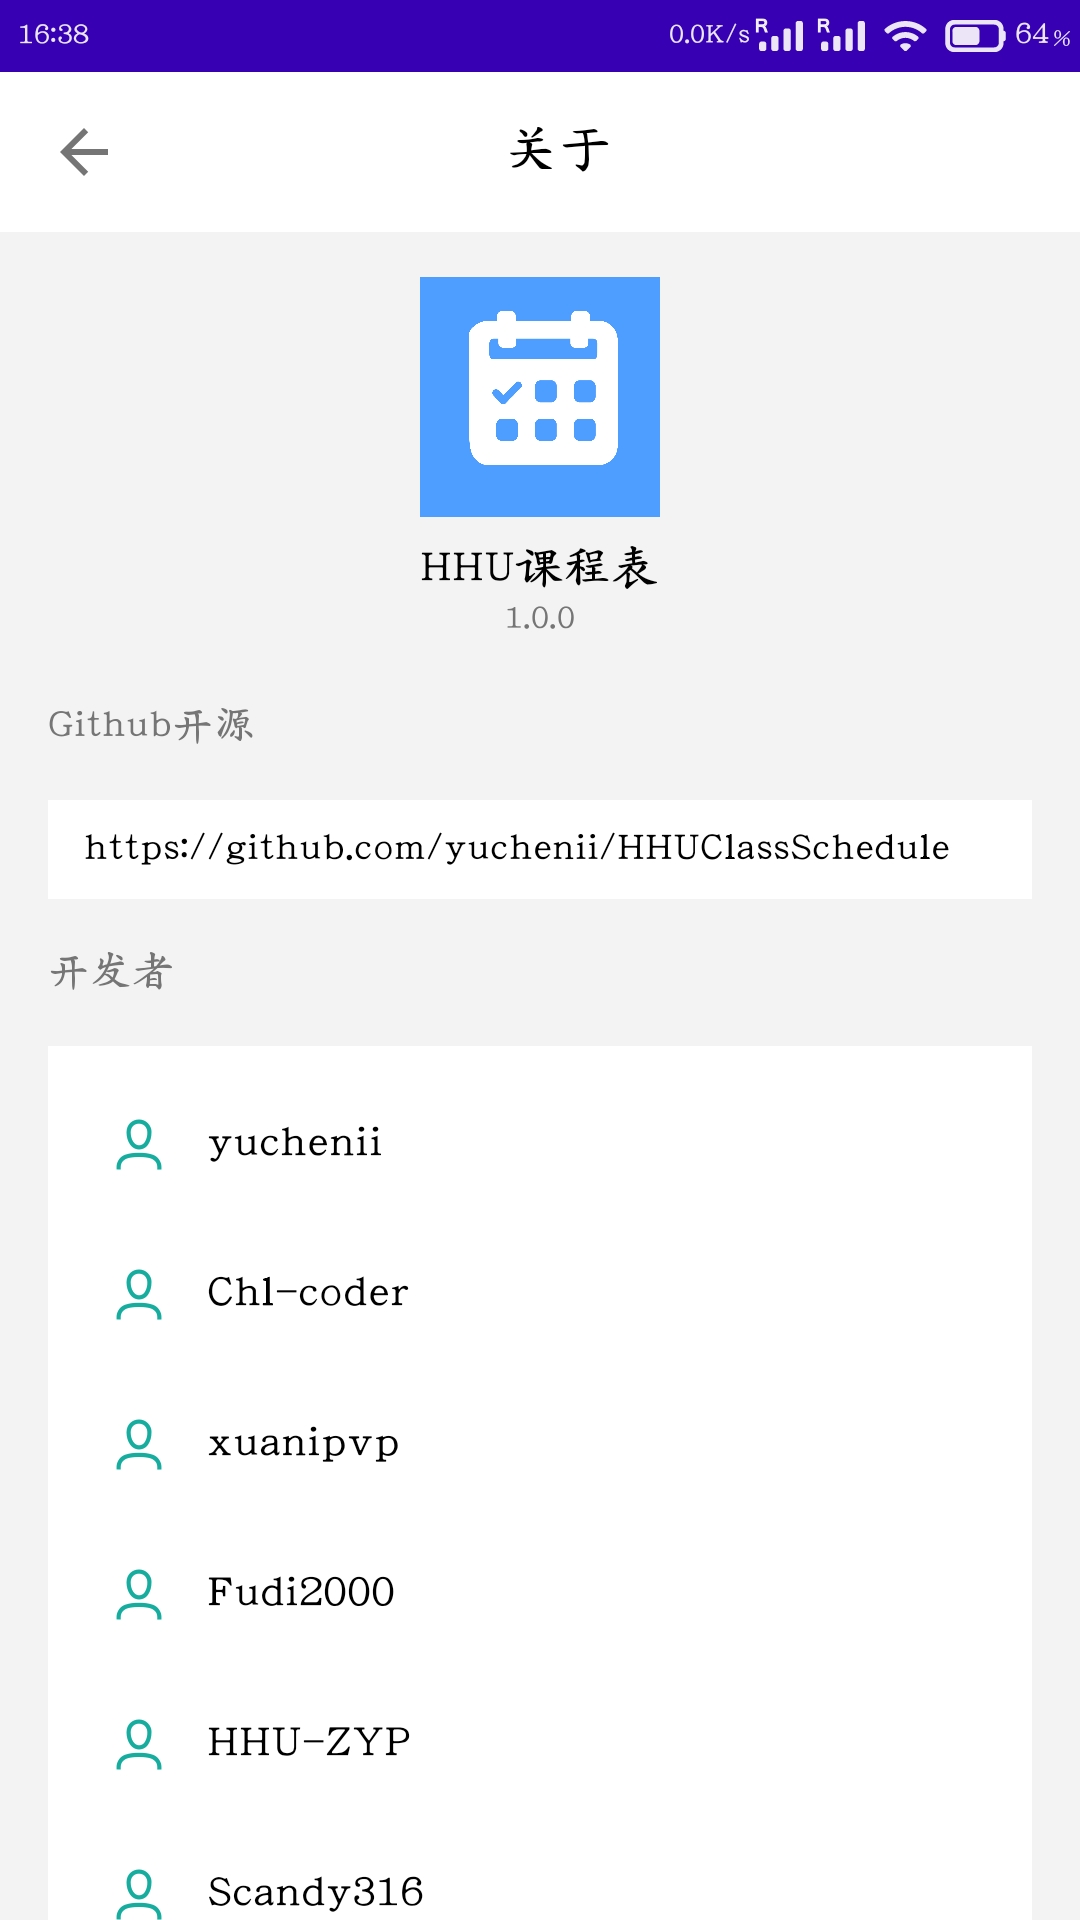 16:38
0.0K/s R R 64%
关于
HHU课程表
1.0.0
Github开源
https://github.com/yuchenii/HHUClassSchedule
开发者
yuchenii
Chl-coder
xuanipvp
Fudi2000
HHU-ZYP
Scandy316